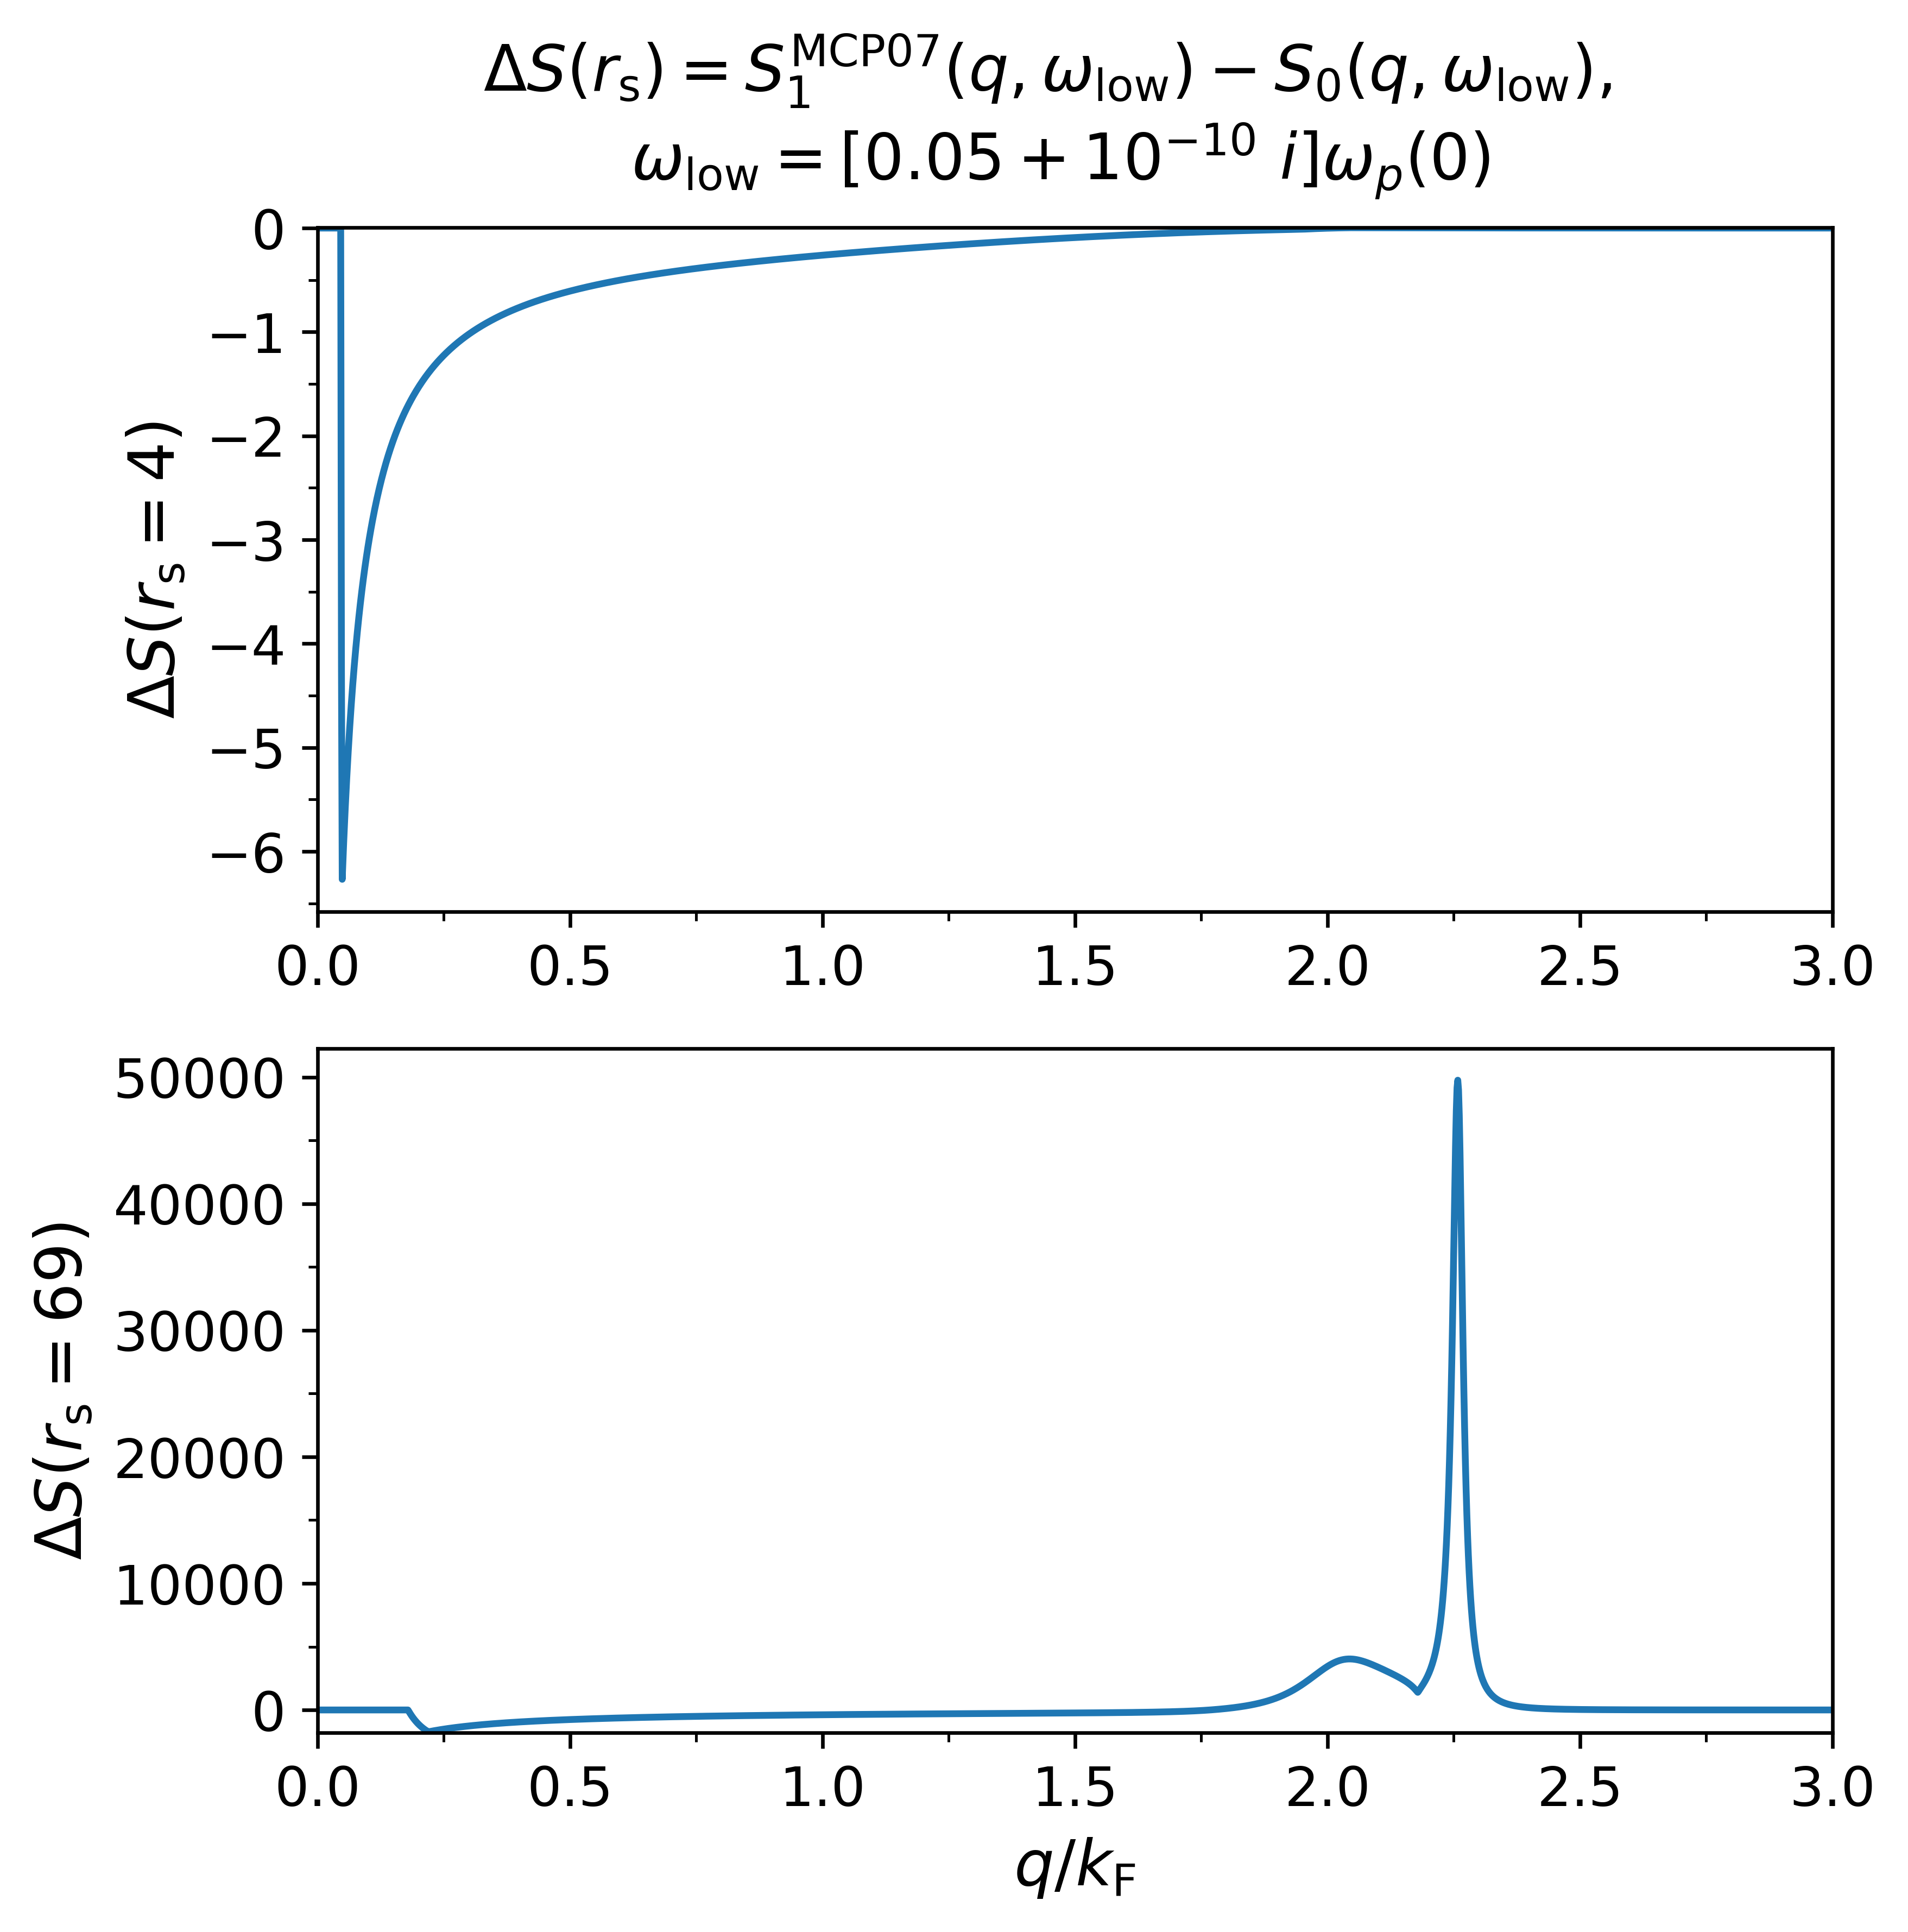 ΔS(r_s) = S_1^MCP07(q, ω_low) − S_0(q, ω_low),
ω_low = [0.05 + 10^−10 i]ω_p(0)
0
−1
−2
−3
−4
−5
−6
ΔS(r_s = 4)
0.0 0.5 1.0 1.5 2.0 2.5 3.0
50000
40000
30000
20000
10000
0
ΔS(r_s = 69)
0.0 0.5 1.0 1.5 2.0 2.5 3.0
q/k_F